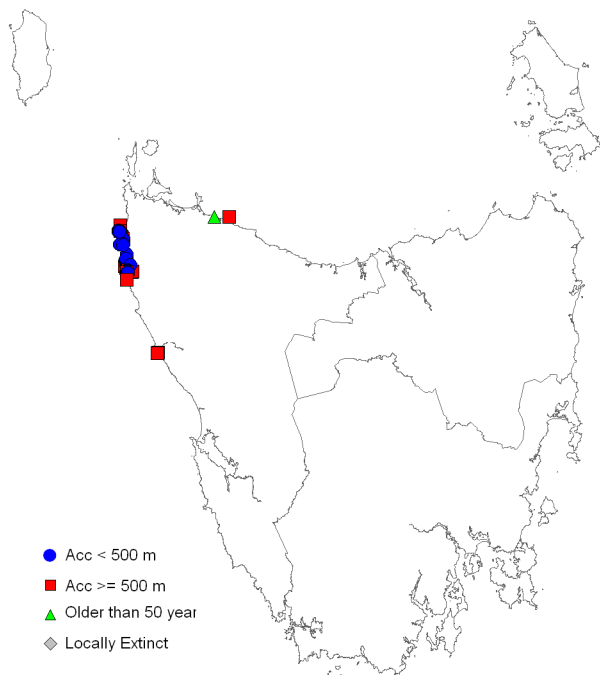 Acc < 500 m
Acc >= 500 m
Older than 50 year
Locally Extinct